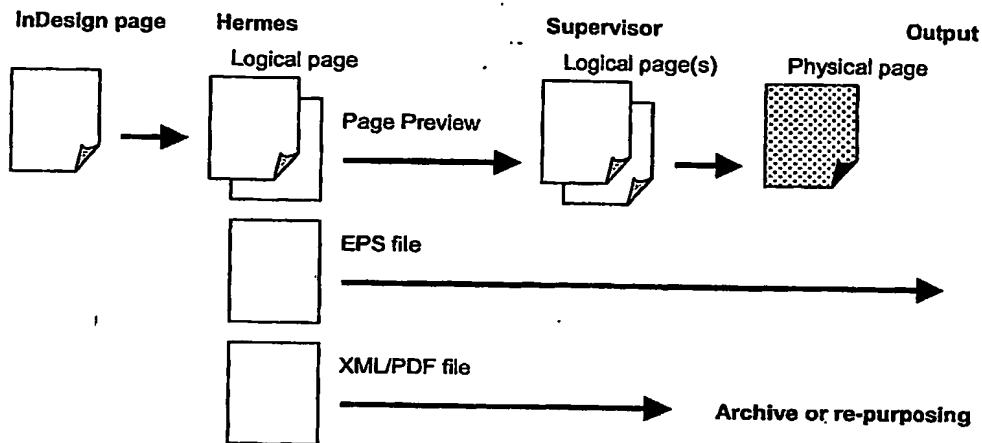 InDesign page Hermes Supervisor Output
Logical page Logical page(s) Physical page
Page Preview
EPS file
XML/PDF file
Archive or re-purposing